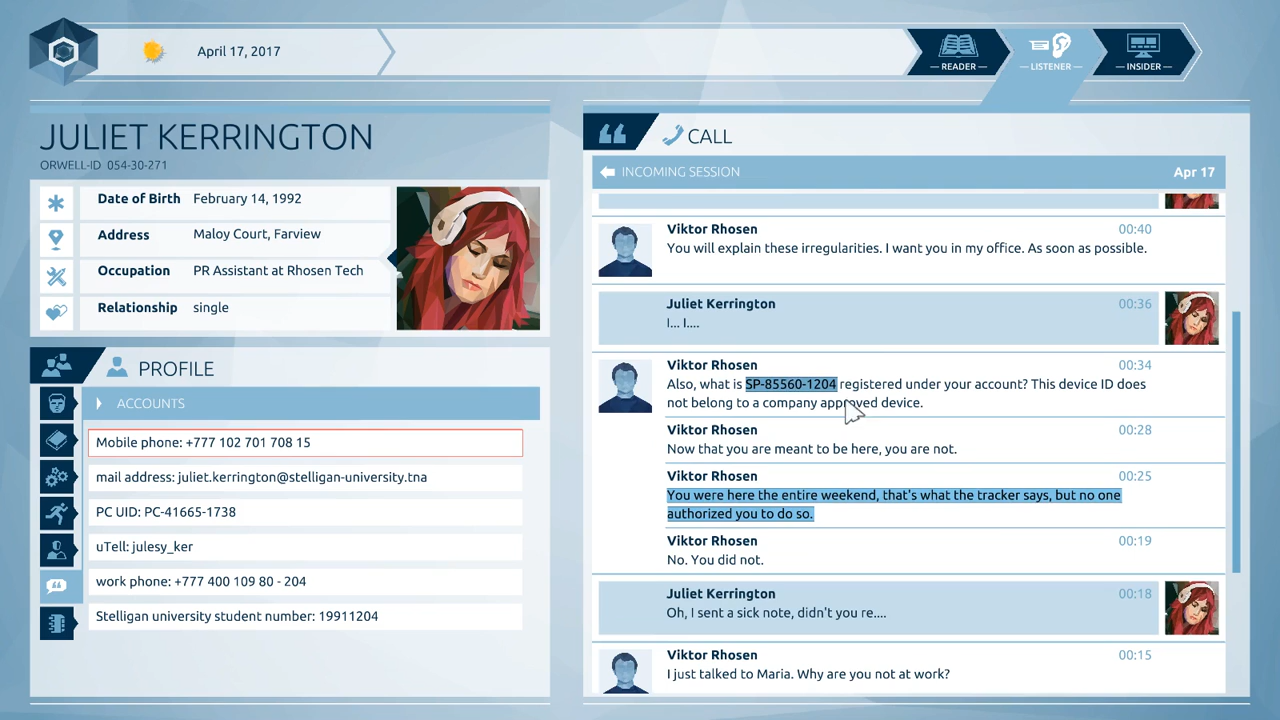 April 17, 2017
— READER —
— LISTENER —
— INSIDER —
JULIET KERRINGTON
ORWELL-ID 054-30-271
Date of Birth February 14, 1992
Address Maloy Court, Farview
Occupation PR Assistant at Rhosen Tech
Relationship single
PROFILE
ACCOUNTS
Mobile phone: +777 102 701 708 15
mail address: juliet.kerrington@stelligan-university.tna
PC UID: PC-41665-1738
uTell: julesy_ker
work phone: +777 400 109 80 - 204
Stelligan university student number: 19911204
CALL
INCOMING SESSION Apr 17
Viktor Rhosen 00:40
You will explain these irregularities. I want you in my office. As soon as possible.
Juliet Kerrington 00:36
I... I....
Viktor Rhosen 00:34
Also, what is SP-85560-1204 registered under your account? This device ID does
not belong to a company approved device.
Viktor Rhosen 00:28
Now that you are meant to be here, you are not.
Viktor Rhosen 00:25
You were here the entire weekend, that's what the tracker says, but no one
authorized you to do so.
Viktor Rhosen 00:19
No. You did not.
Juliet Kerrington 00:18
Oh, I sent a sick note, didn't you re....
Viktor Rhosen 00:15
I just talked to Maria. Why are you not at work?